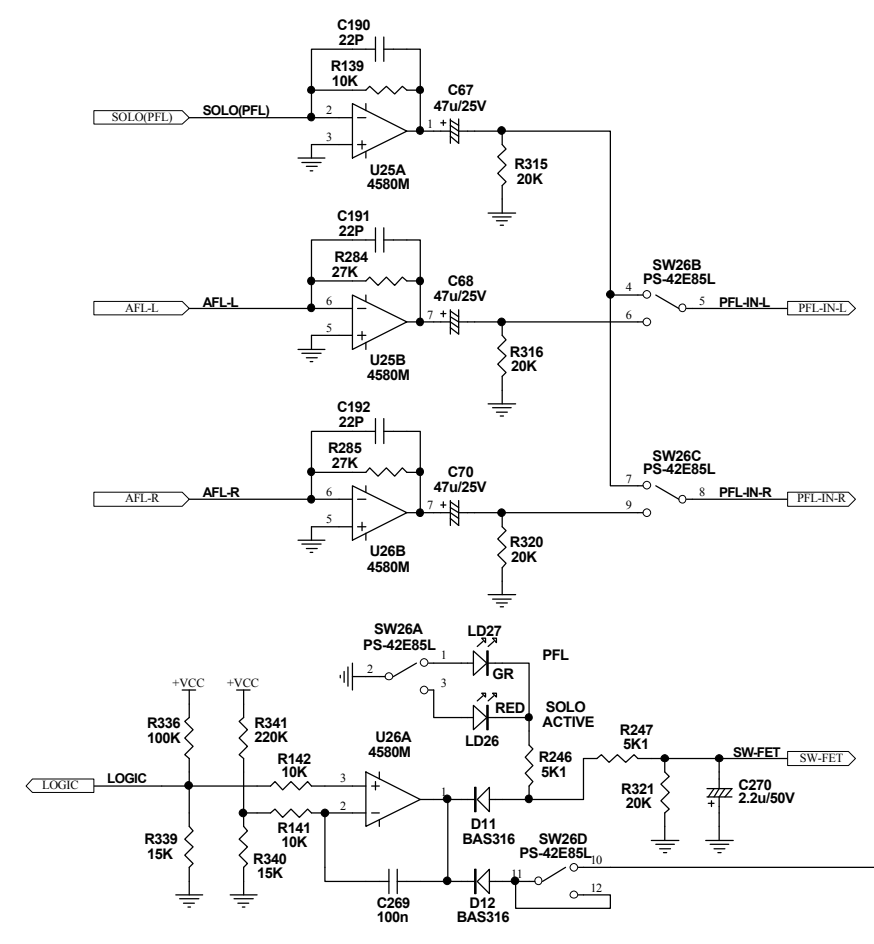 C190
22P
R139
10K
C67
47u/25V
SOLO(PFL)
SOLO(PFL)
2
3
1
+
R315
20K
U25A
4580M
C191
22P
R284
27K
C68
47u/25V
SW26B
PS-42E85L
AFL-L
AFL-L
6
5
7
+
4
6
5
PFL-IN-L
PFL-IN-L
R316
20K
U25B
4580M
C192
22P
R285
27K
C70
47u/25V
SW26C
PS-42E85L
AFL-R
AFL-R
6
5
7
+
7
9
8
PFL-IN-R
PFL-IN-R
R320
20K
U26B
4580M
SW26A
PS-42E85L
LD27
2
1
3
GR
PFL
RED
LD26
SOLO
ACTIVE
+VCC
+VCC
R336
100K
R341
220K
U26A
4580M
R246
5K1
R247
5K1
SW-FET
SW-FET
LOGIC
LOGIC
R142
10K
3
2
1
R141
10K
R321
20K
C270
2.2u/50V
+
D11
BAS316
R339
15K
R340
15K
SW26D
PS-42E85L
10
11
12
C269
100n
D12
BAS316